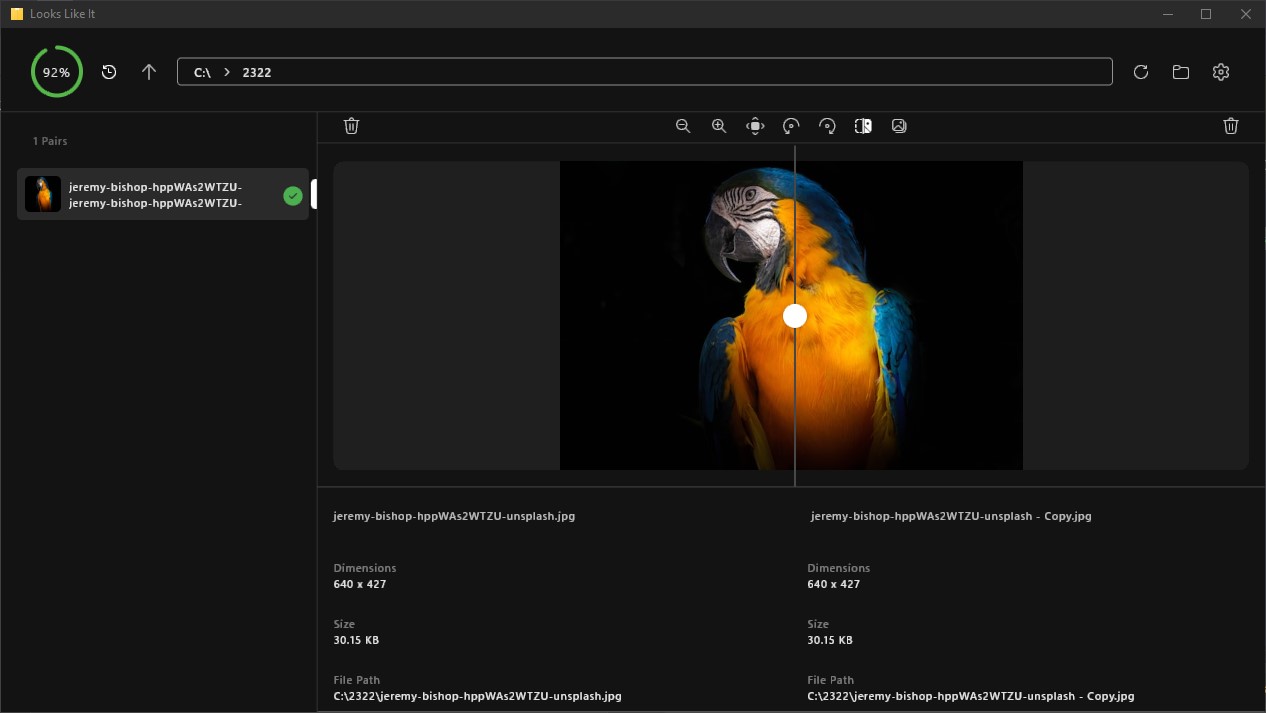 Looks Like It
92%
C:\ > 2322
1 Pairs
jeremy-bishop-hppWAs2WTZU-
jeremy-bishop-hppWAs2WTZU-
jeremy-bishop-hppWAs2WTZU-unsplash.jpg
jeremy-bishop-hppWAs2WTZU-unsplash - Copy.jpg
Dimensions
640 x 427
Dimensions
640 x 427
Size
30.15 KB
Size
30.15 KB
File Path
C:\2322\jeremy-bishop-hppWAs2WTZU-unsplash.jpg
File Path
C:\2322\jeremy-bishop-hppWAs2WTZU-unsplash - Copy.jpg